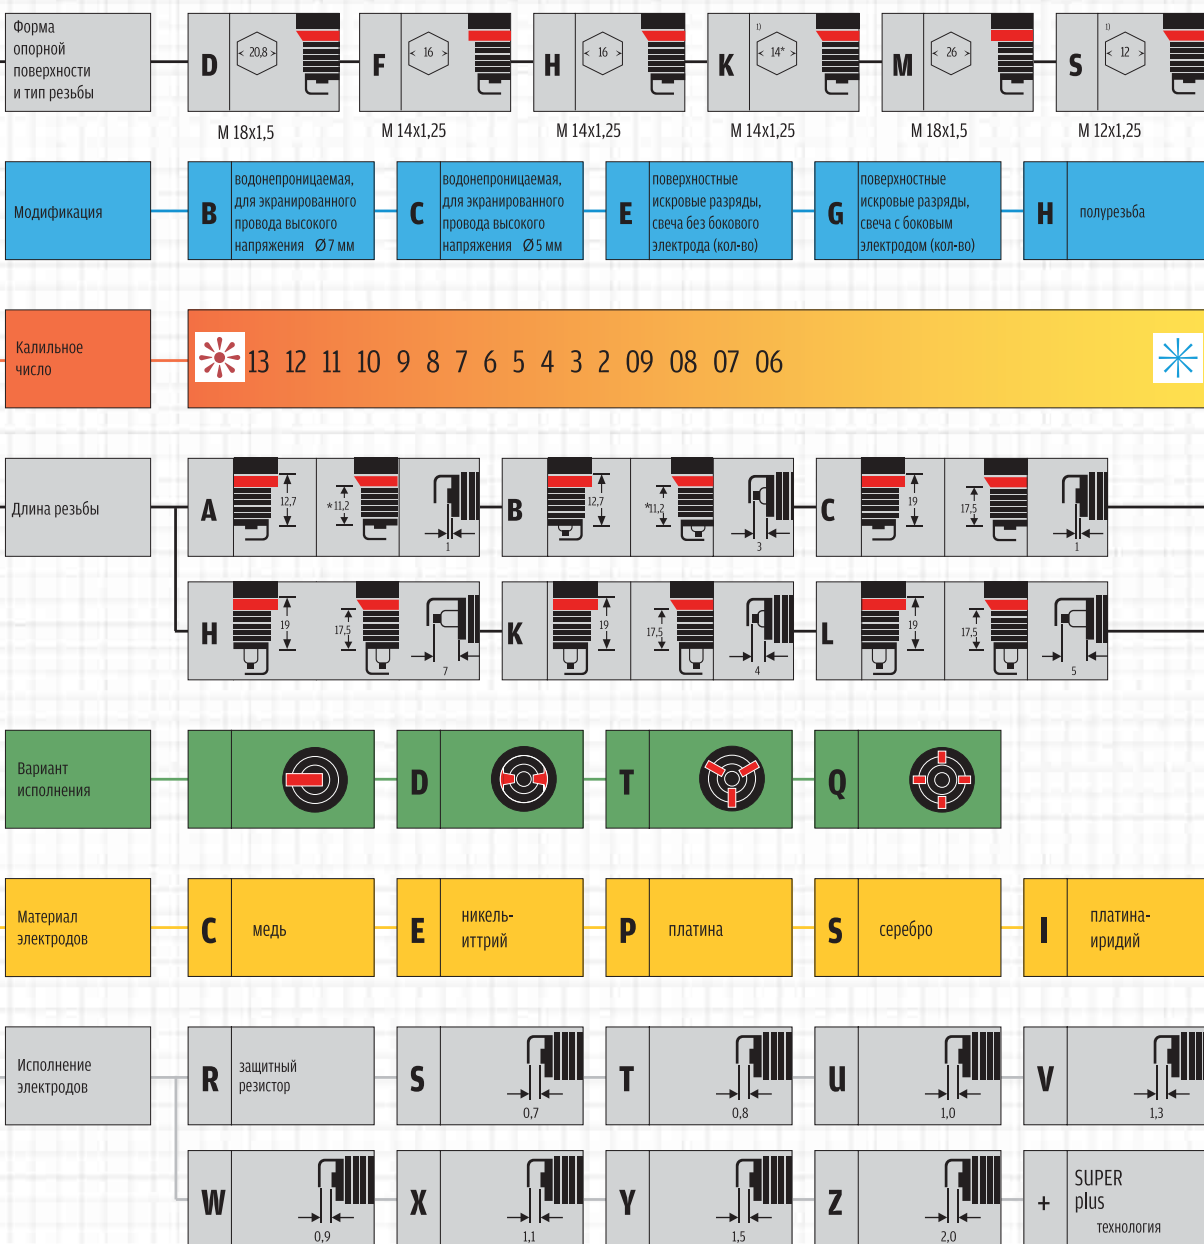 Форма
опорной
поверхности
и тип резьбы
D < 20,8 >
F < 16 >
H < 16 >
K 1) < 14* >
M < 26 >
S 1) < 12 >
M 18x1,5
M 14x1,25
M 14x1,25
M 14x1,25
M 18x1,5
M 12x1,25
Модификация
B
водонепроницаемая,
для экранированного
провода высокого
напряжения Ø 7 мм
C
водонепроницаемая,
для экранированного
провода высокого
напряжения Ø 5 мм
E
поверхностные
искровые разряды,
свеча без бокового
электрода (кол-во)
G
поверхностные
искровые разряды,
свеча с боковым
электродом (кол-во)
H
полурезьба
Калильное
число
13 12 11 10 9 8 7 6 5 4 3 2 09 08 07 06
Длина резьбы
A 12,7 *11,2 1
B 12,7 *11,2 3
C 19 17,5 1
H 19 17,5 7
K 19 17,5 4
L 19 17,5 5
Вариант
исполнения
D
T
Q
Материал
электродов
C медь
E
никель-
иттрий
P платина
S серебро
I
платина-
иридий
Исполнение
электродов
R
защитный
резистор
S 0,7
T 0,8
U 1,0
V 1,3
W 0,9
X 1,1
Y 1,5
Z 2,0
+
SUPER
plus
технология